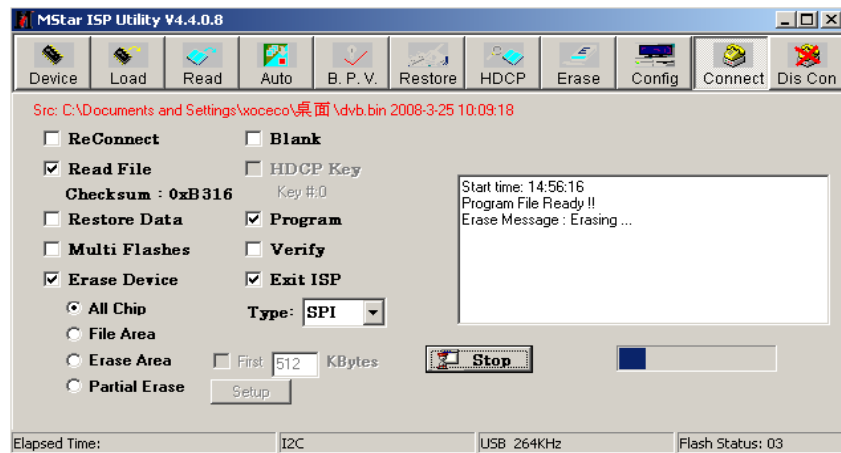 MStar ISP Utility V4.4.0.8
Device Load Read Auto B. P. V. Restore HDCP Erase Config Connect Dis Con
Src: C:\Documents and Settings\xoceco\桌面\dvb.bin 2008-3-25 10:09:18
ReConnect Blank
Read File HDCP Key
Checksum : 0xB316 Key #:0
Restore Data Program
Multi Flashes Verify
Erase Device Exit ISP
All Chip Type: SPI
File Area
Erase Area First 512 KBytes
Partial Erase Setup
Start time: 14:56:16
Program File Ready !!
Erase Message : Erasing ...
Stop
Elapsed Time: I2C USB 264KHz Flash Status: 03